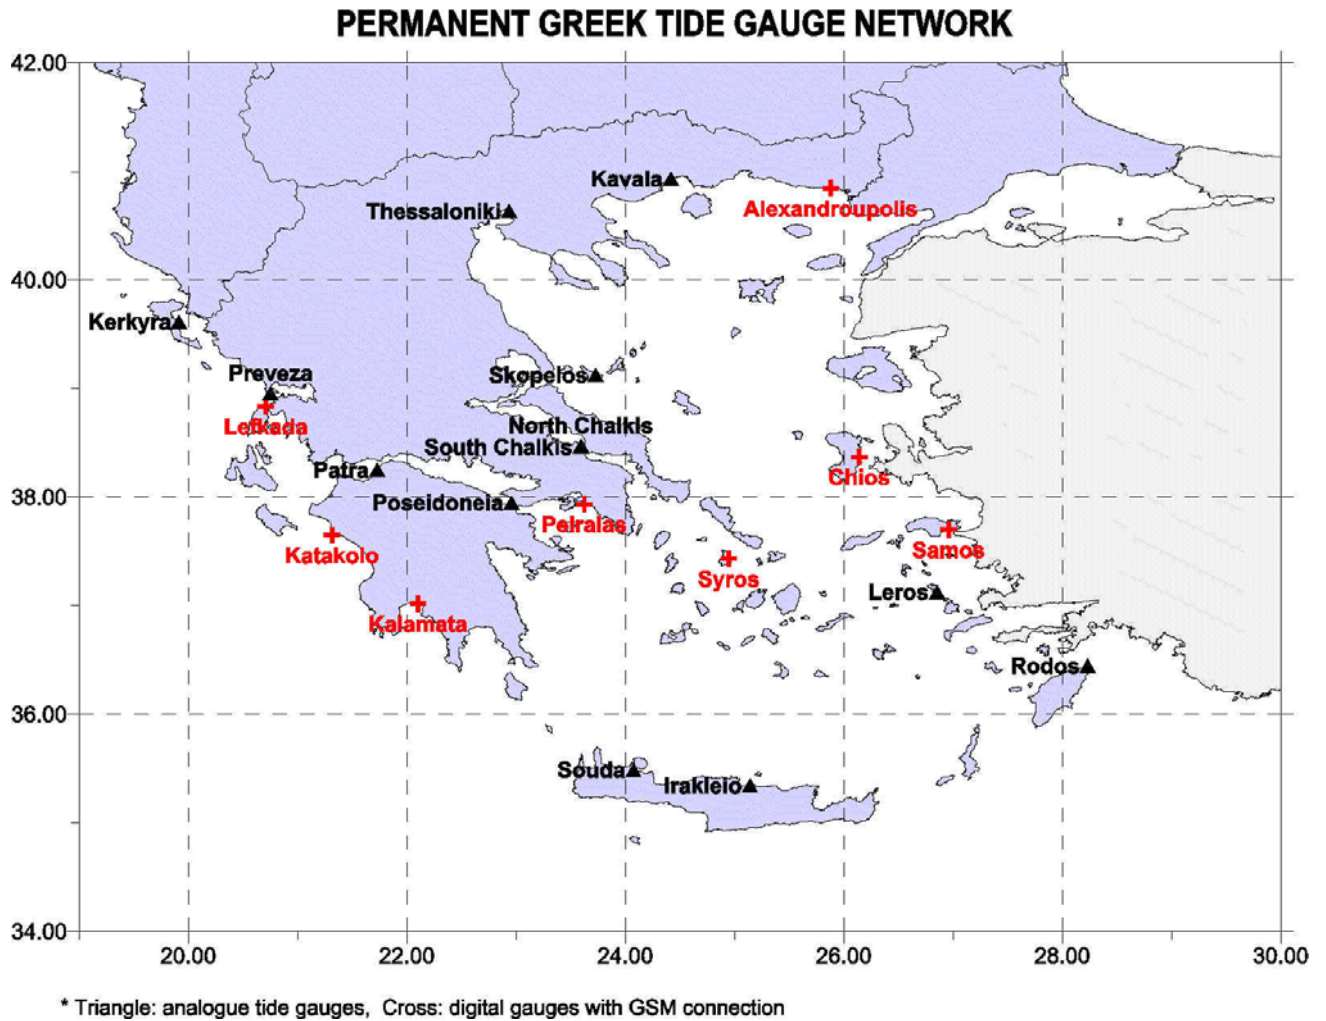 PERMANENT GREEK TIDE GAUGE NETWORK
42.00
Kavala
Alexandroupolis
Thessaloniki
40.00
Kerkyra
Preveza
Skopelos
Lefkada
North Chalkis
South Chalkis
Patra
Chios
38.00
Poseidoneia
Peiraias
Katakolo
Samos
Syros
Leros
Kalamata
Rodos
36.00
Souda
Irakleio
34.00
20.00 22.00 24.00 26.00 28.00 30.00
* Triangle: analogue tide gauges, Cross: digital gauges with GSM connection